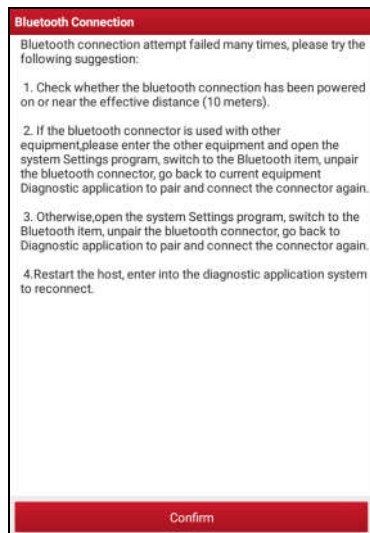 Bluetooth Connection
Bluetooth connection attempt failed many times, please try the
following suggestion:
1. Check whether the bluetooth connection has been powered
on or near the effective distance (10 meters).
2. If the bluetooth connector is used with other
equipment,please enter the other equipment and open the
system Settings program, switch to the Bluetooth item, unpair
the bluetooth connector, go back to current equipment
Diagnostic application to pair and connect the connector again.
3. Otherwise,open the system Settings program, switch to the
Bluetooth item, unpair the bluetooth connector, go back to
Diagnostic application to pair and connect the connector again.
4.Restart the host, enter into the diagnostic application system
to reconnect.
Confirm